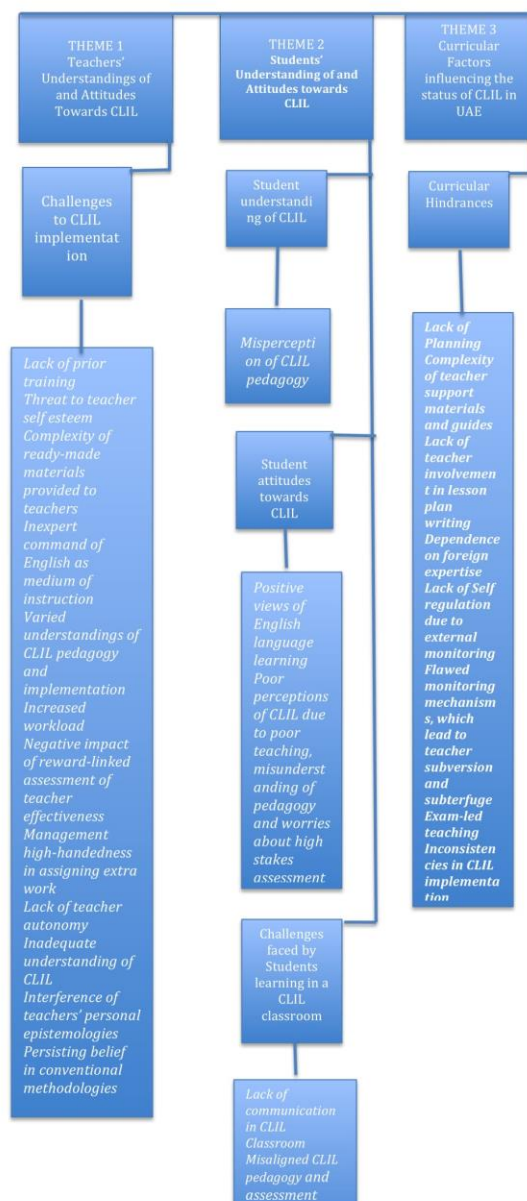 THEME 1
Teachers'
Understandings of
and Attitudes
Towards CLIL
Challenges
to CLIL
implementat
ion
Lack of prior
training
Threat to teacher
self esteem
Complexity of
ready-made
materials
provided to
teachers
Inexpert
command of
English as
medium of
instruction
Varied
understandings of
CLIL pedagogy
and
implementation
Increased
workload
Negative impact
of reward-linked
assessment of
teacher
effectiveness
Management
high-handedness
in assigning extra
work
Lack of teacher
autonomy
Inadequate
understanding of
CLIL
Interference of
teachers' personal
epistemologies
Persisting belief
in conventional
methodologies
THEME 2
Students'
Understanding of and
Attitudes towards
CLIL
Student
understandi
ng of CLIL
Mispercepti
on of CLIL
pedagogy
Student
attitudes
towards
CLIL
Positive
views of
English
language
learning
Poor
perceptions
of CLIL due
to poor
teaching,
misunderst
anding of
pedagogy
and worries
about high
stakes
assessment
Challenges
faced by
Students
learning in a
CLIL
classroom
Lack of
communication
in CLIL
Classroom
Misaligned CLIL
pedagogy and
assessment
THEME 3
Curricular
Factors
influencing the
status of CLIL in
UAE
Curricular
Hindrances
Lack of
Planning
Complexity
of teacher
support
materials
and guides
Lack of
teacher
involvemen
t in lesson
plan
writing
Dependence
on foreign
expertise
Lack of Self
regulation
due to
external
monitoring
Flawed
monitoring
mechanism
s, which
lead to
teacher
subversion
and
subterfuge
Exam-led
teaching
Inconsisten
cies in CLIL
implementa
tion